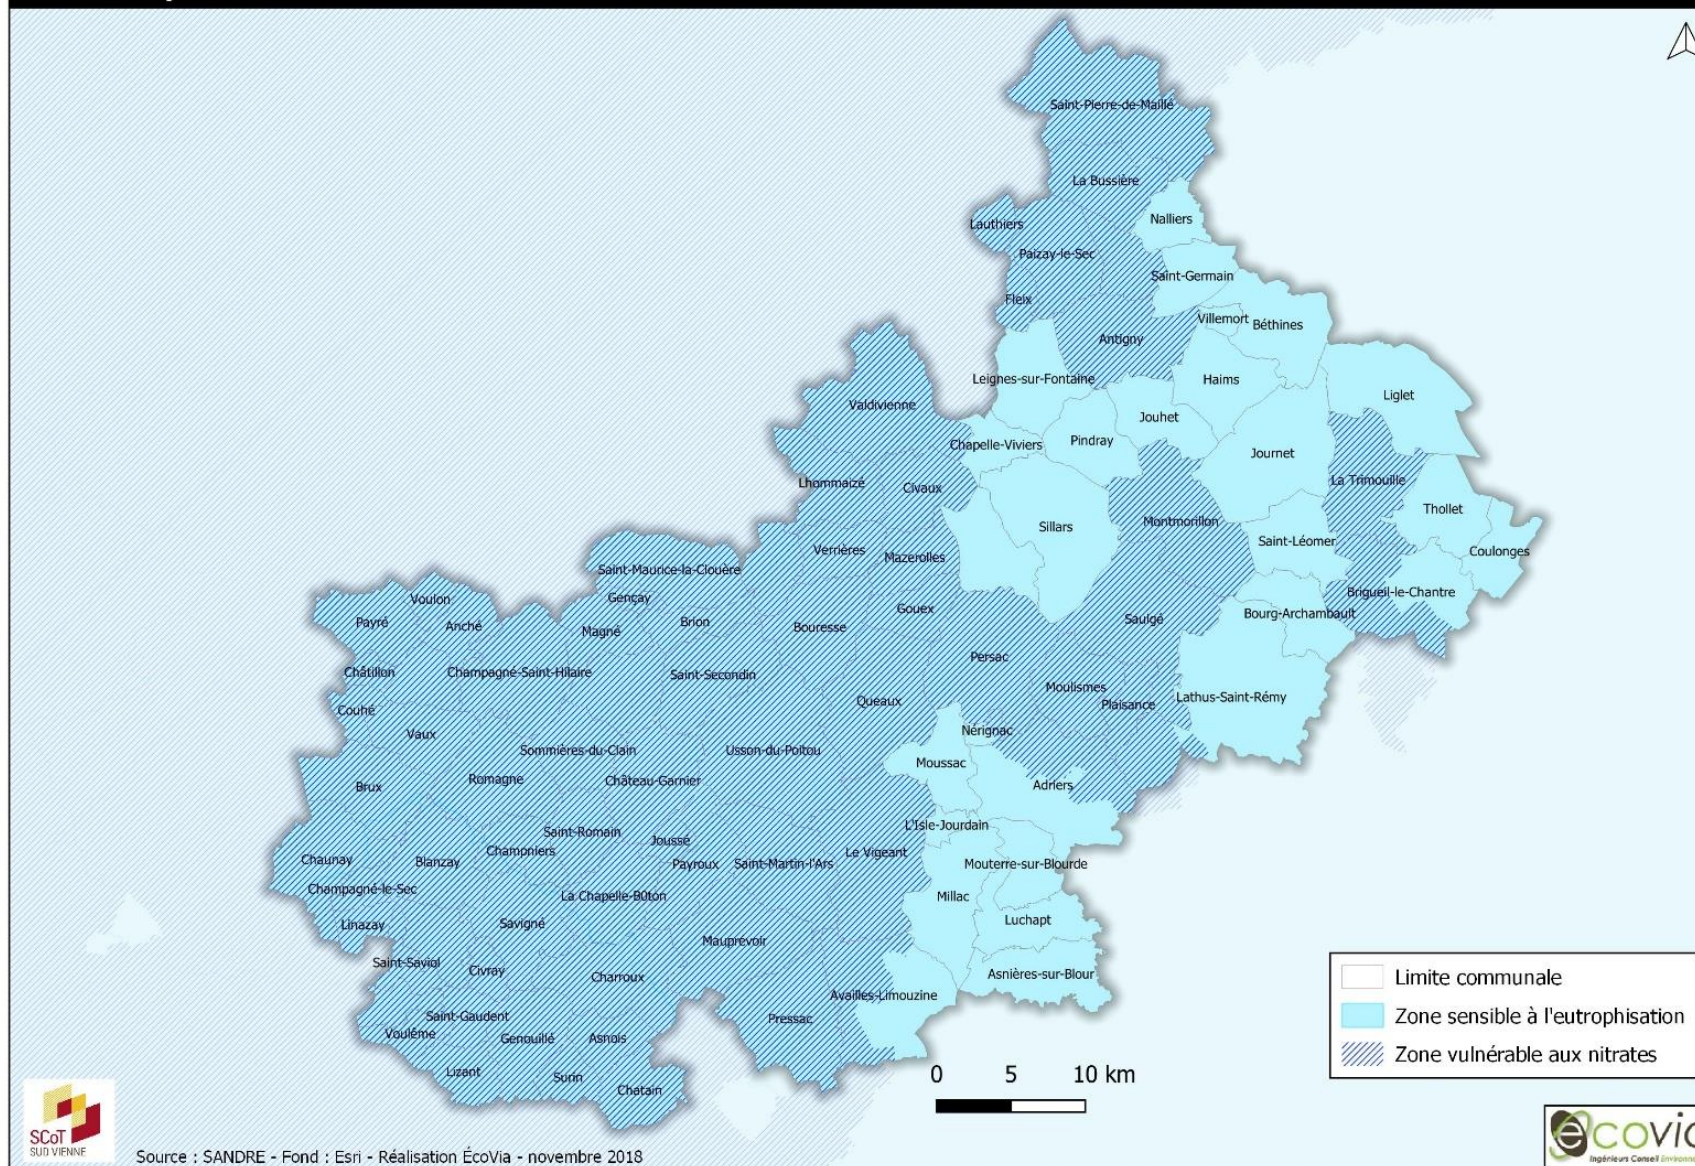 Saint-Pierre-de-Maillé
La Bussière
Nalliers
Lauthiers
Paizay-le-Sec
Saint-Germain
Fleix
Villemort
Béthines
Antigny
Leignes-sur-Fontaine
Haims
Liglet
Valdivienne
Jouhet
Chapelle-Viviers
Pindray
Journet
Lhommaizé
Civaux
La Trimouille
Thollet
Sillars
Montmorillon
Saint-Léomer
Coulonges
Verrières
Mazerolles
Saint-Maurice-la-Clouère
Brigueil-le-Chantre
Voulon
Gençay
Gouex
Bourg-Archambault
Payré
Anché
Magné
Brion
Bouresse
Saulgé
Persac
Châtillon
Champagné-Saint-Hilaire
Saint-Secondin
Moulismes
Lathus-Saint-Rémy
Couhé
Queaux
Plaisance
Vaux
Nérignac
Sommières-du-Clain
Usson-du-Poitou
Moussac
Romagne
Château-Garnier
Adriers
Brux
L'Isle-Jourdain
Saint-Romain
Joussé
Champniers
Le Vigeant
Chaunay
Blanzay
Payroux
Saint-Martin-l'Ars
Mouterre-sur-Blourde
Champagné-le-Sec
La Chapelle-Bâton
Millac
Linazay
Savigné
Luchapt
Mauprevoir
Saint-Saviol
Civray
Charroux
Asnières-sur-Blour
Availles-Limouzine
Saint-Gaudent
Pressac
Voulême
Genouillé
Asnois
Lizant
Surin
Chatain
Limite communale
Zone sensible à l'eutrophisation
Zone vulnérable aux nitrates
0 5 10 km
SCoT
SUD VIENNE
Source : SANDRE - Fond : Esri - Réalisation ÉcoVia - novembre 2018
écovi
Ingénieurs Conseil